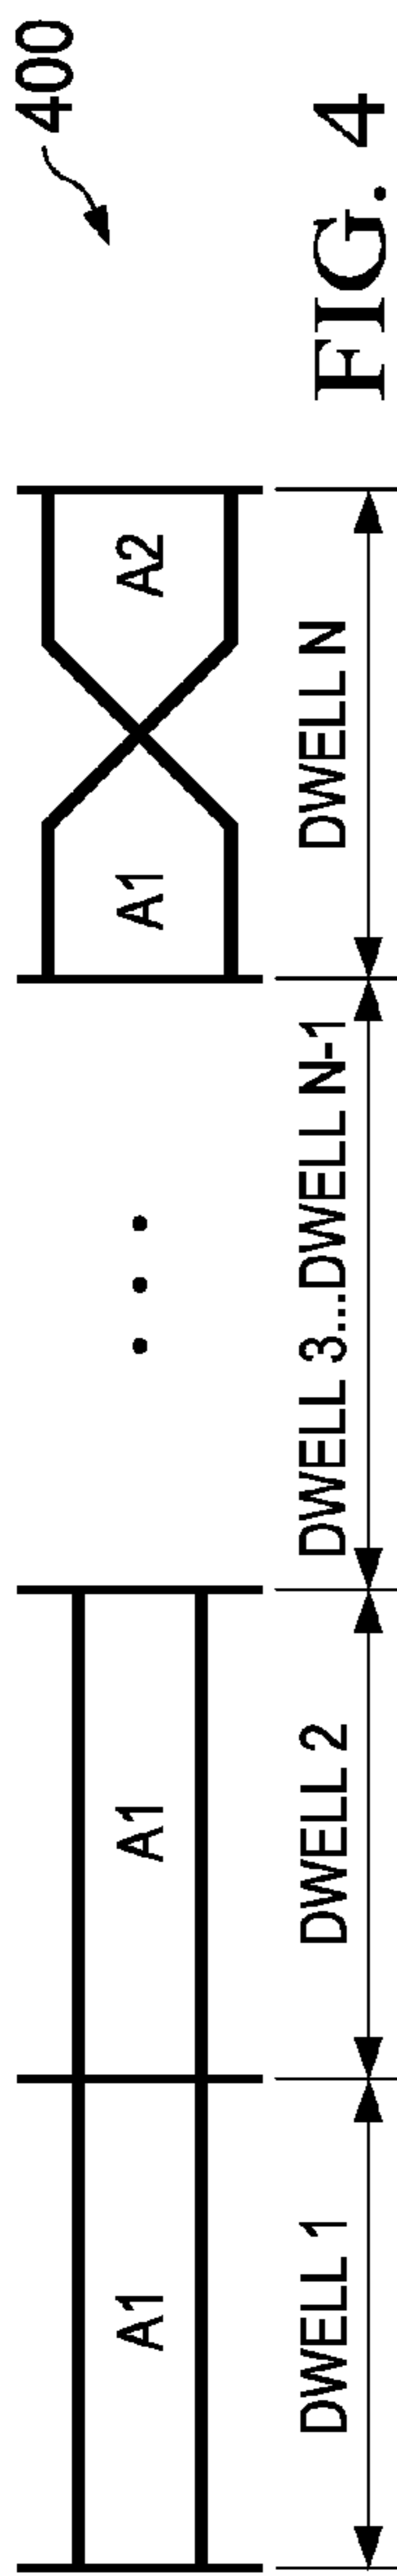 400
A1
A1
• • •
A1
A2
DWELL 1
DWELL 2
DWELL 3...DWELL N-1
DWELL N
FIG. 4